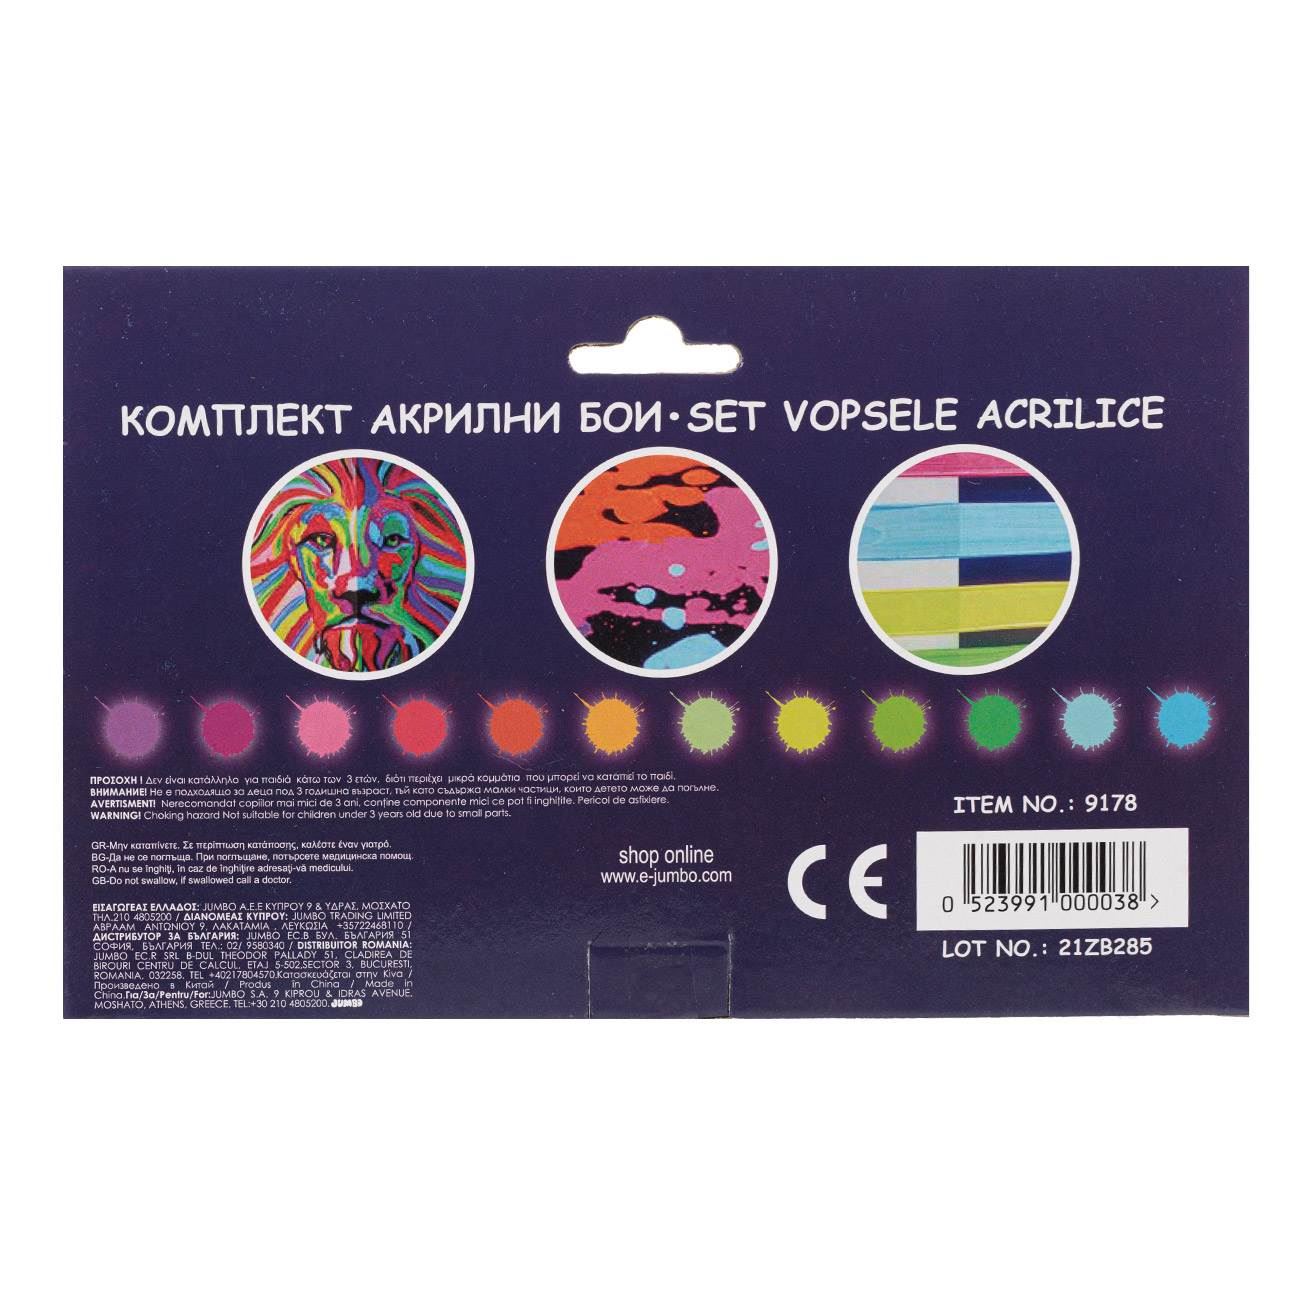 КОМПЛЕКТ АКРИЛНИ БОИ • SET VOPSELE ACRILICE
ΠΡΟΣΟΧΗ ! Δεν είναι κατάλληλο για παιδιά κάτω των 3 ετών, διότι περιέχει μικρά κομμάτια που μπορεί να καταπιεί το παιδί.
ВНИМАНИЕ! Не е подходящо за деца под 3 годишна възраст, тъй като съдържа малки частици, които детето може да погълне.
AVERTISMENT! Nerecomandat copiilor mai mici de 3 ani, conține componente mici ce pot fi inghițite. Pericol de asfixiere.
WARNING! Choking hazard Not suitable for children under 3 years old due to small parts.
GR-Μην καταπίνετε. Σε περίπτωση κατάποσης, καλέστε έναν γιατρό.
BG-Да не се поглъща. При поглъщане, потърсете медицинска помощ.
RO-A nu se înghiți, în caz de înghițire adresați-vă medicului.
GB-Do not swallow, if swallowed call a doctor.
ΕΙΣΑΓΩΓΕΑΣ ΕΛΛΑΔΟΣ: JUMBO Α.Ε.Ε ΚΥΠΡΟΥ 9 & ΥΔΡΑΣ, ΜΟΣΧΑΤΟ
ΤΗΛ.210 4805200 / ΔΙΑΝΟΜΕΑΣ ΚΥΠΡΟΥ: JUMBO TRADING LIMITED
ΑΒΡΑΑΜ ΑΝΤΩΝΙΟΥ 9, ΛΑΚΑΤΑΜΙΑ , ΛΕΥΚΩΣΙΑ +35722468110 /
ДИСТРИБУТОР ЗА БЪЛГАРИЯ: JUMBO EC.B БУЛ. БЪЛГАРИЯ 51
СОФИЯ, БЪЛГАРИЯ ТЕЛ.: 02/ 9580340 / DISTRIBUITOR ROMANIA:
JUMBO EC.R SRL B-DUL THEODOR PALLADY 51, CLADIREA DE
BIROURI CENTRU DE CALCUL, ETAJ 5-502,SECTOR 3, BUCURESTI,
ROMANIA, 032258. TEL +40217804570.Κατασκευάζεται στην Κίνα /
Произведено в Китай / Produs în China / Made in
China.Για/За/Pentru/For:JUMBO S.A. 9 KIPROU & IDRAS AVENUE,
MOSHATO, ATHENS, GREECE, TEL:+30 210 4805200. JUMBO
shop online
www.e-jumbo.com
CE
ITEM NO.: 9178
0 523991 000038 >
LOT NO.: 21ZB285